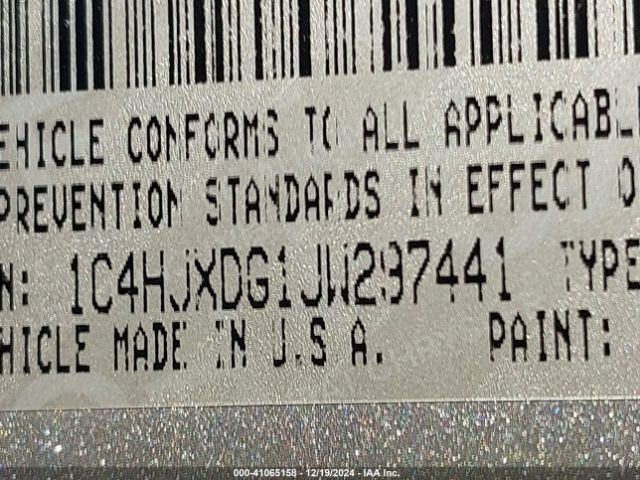 EHICLE CONFORMS TO ALL APPLICABL
PREVENTION STANDARDS IN EFFECT O
N: 1C4HJXDG1JW297441 TYPE
HICLE MADE IN U.S.A. PAINT:
000-41065158 - 12/19/2024 - IAA Inc.